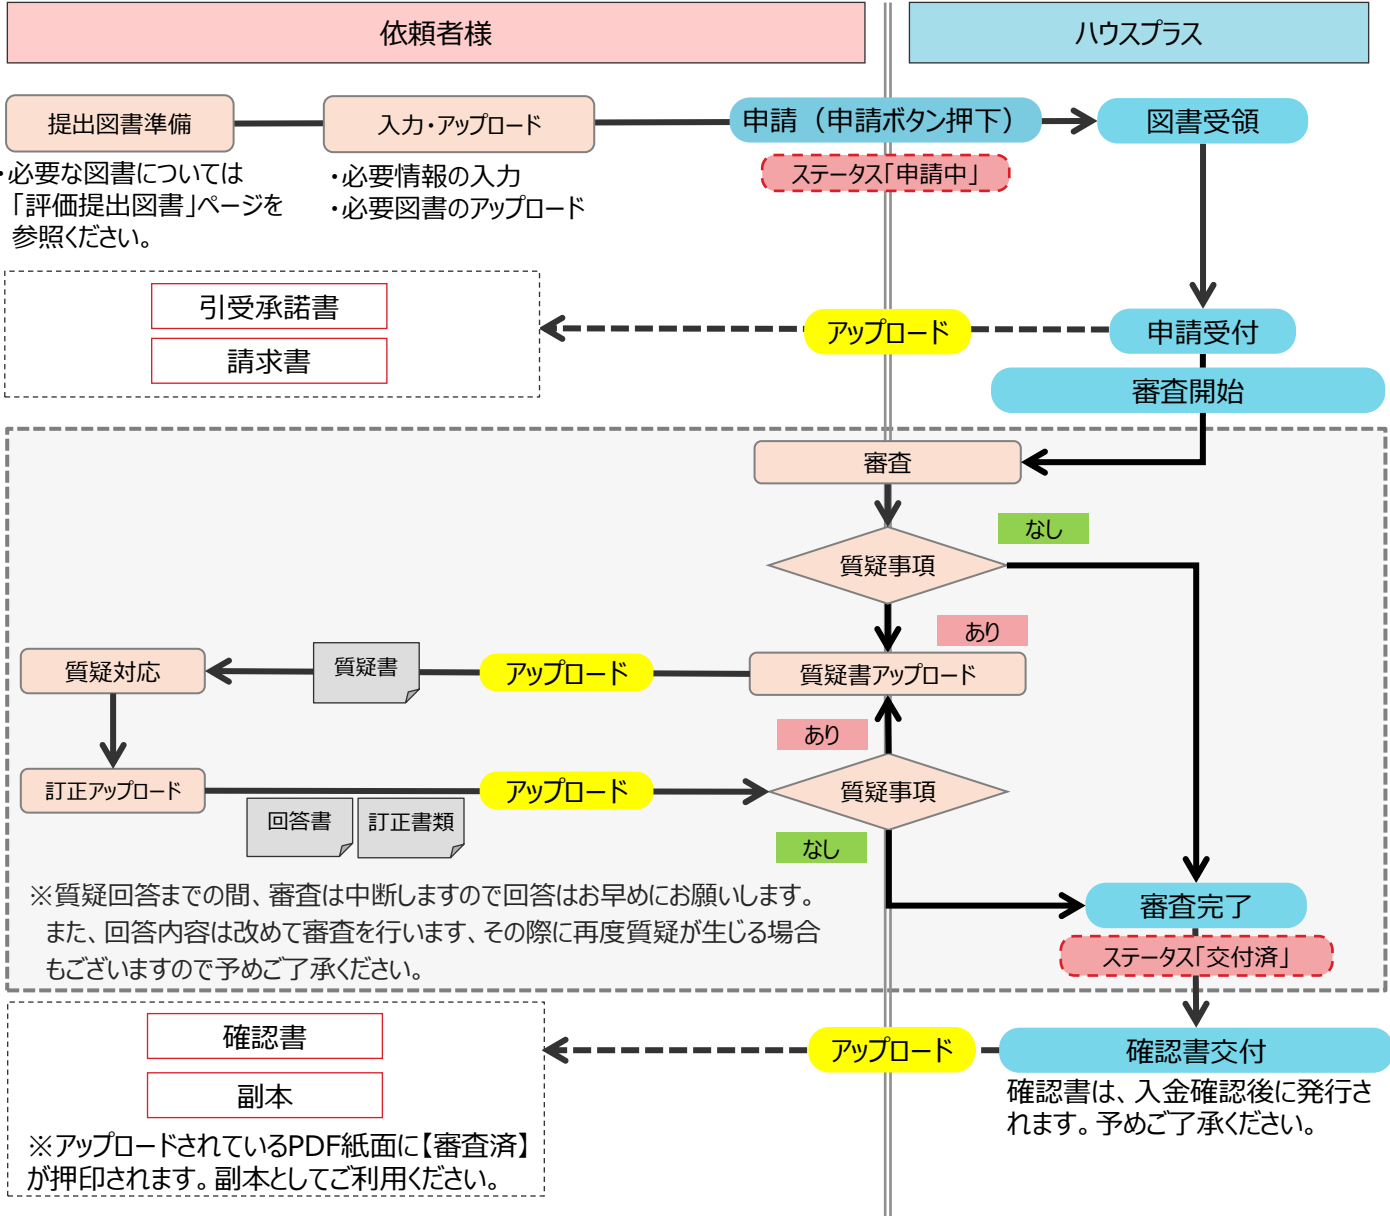 依頼者様
ハウスプラス
提出図書準備
入力・アップロード
申請（申請ボタン押下）
図書受領
・必要な図書については
「評価提出図書」ページを
参照ください。
・必要情報の入力
・必要図書のアップロード
ステータス「申請中」
引受承諾書
請求書
アップロード
申請受付
審査開始
審査
質疑事項
なし
あり
質疑対応
質疑書
アップロード
質疑書アップロード
あり
訂正アップロード
回答書
訂正書類
アップロード
質疑事項
なし
※質疑回答までの間、審査は中断しますので回答はお早めにお願いします。
また、回答内容は改めて審査を行います、その際に再度質疑が生じる場合
もございますので予めご了承ください。
審査完了
ステータス「交付済」
確認書
副本
※アップロードされているPDF紙面に【審査済】
が押印されます。副本としてご利用ください。
アップロード
確認書交付
確認書は、入金確認後に発行さ
れます。予めご了承ください。